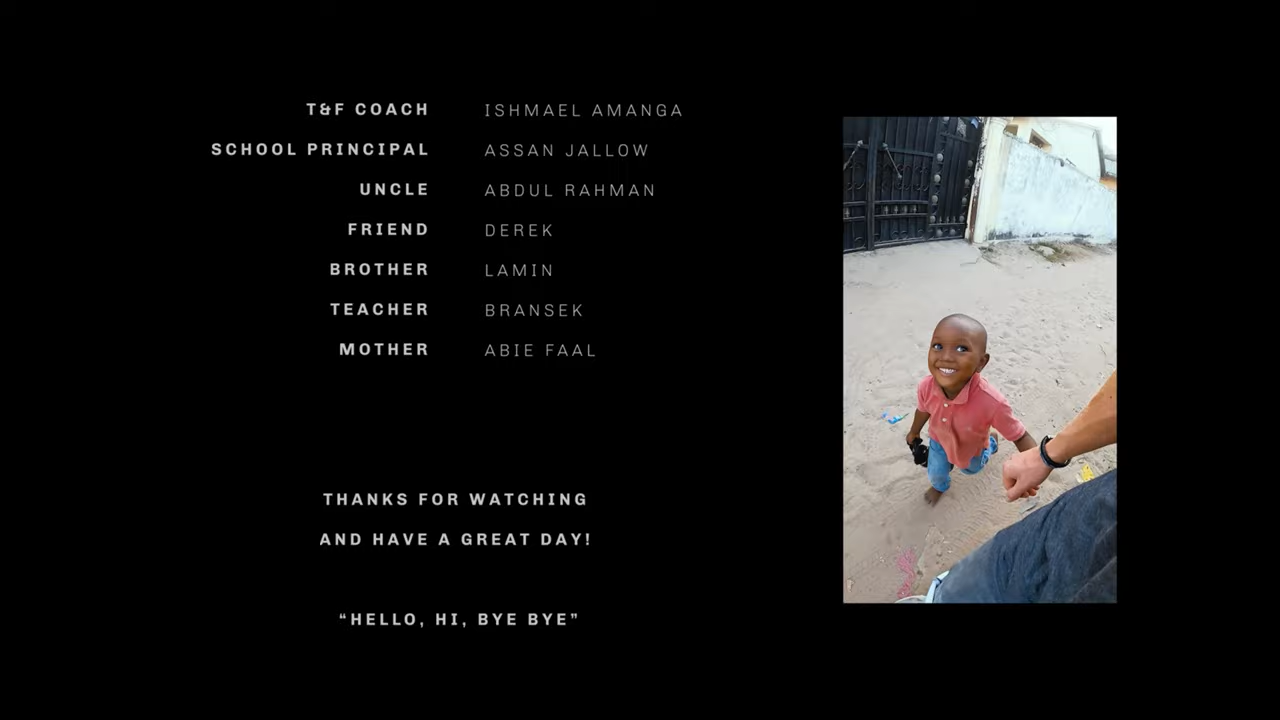 T&F COACH ISHMAEL AMANGA
SCHOOL PRINCIPAL ASSAN JALLOW
UNCLE ABDUL RAHMAN
FRIEND DEREK
BROTHER LAMIN
TEACHER BRANSEK
MOTHER ABIE FAAL
THANKS FOR WATCHING
AND HAVE A GREAT DAY!
“HELLO, HI, BYE BYE”